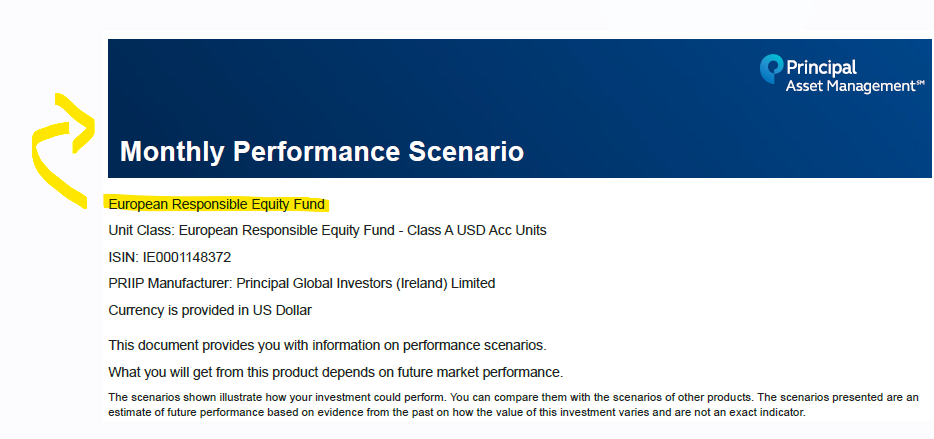 Principal
Asset Management℠
Monthly Performance Scenario
European Responsible Equity Fund
Unit Class: European Responsible Equity Fund - Class A USD Acc Units
ISIN: IE0001148372
PRIIP Manufacturer: Principal Global Investors (Ireland) Limited
Currency is provided in US Dollar
This document provides you with information on performance scenarios.
What you will get from this product depends on future market performance.
The scenarios shown illustrate how your investment could perform. You can compare them with the scenarios of other products. The scenarios presented are an
estimate of future performance based on evidence from the past on how the value of this investment varies and are not an exact indicator.